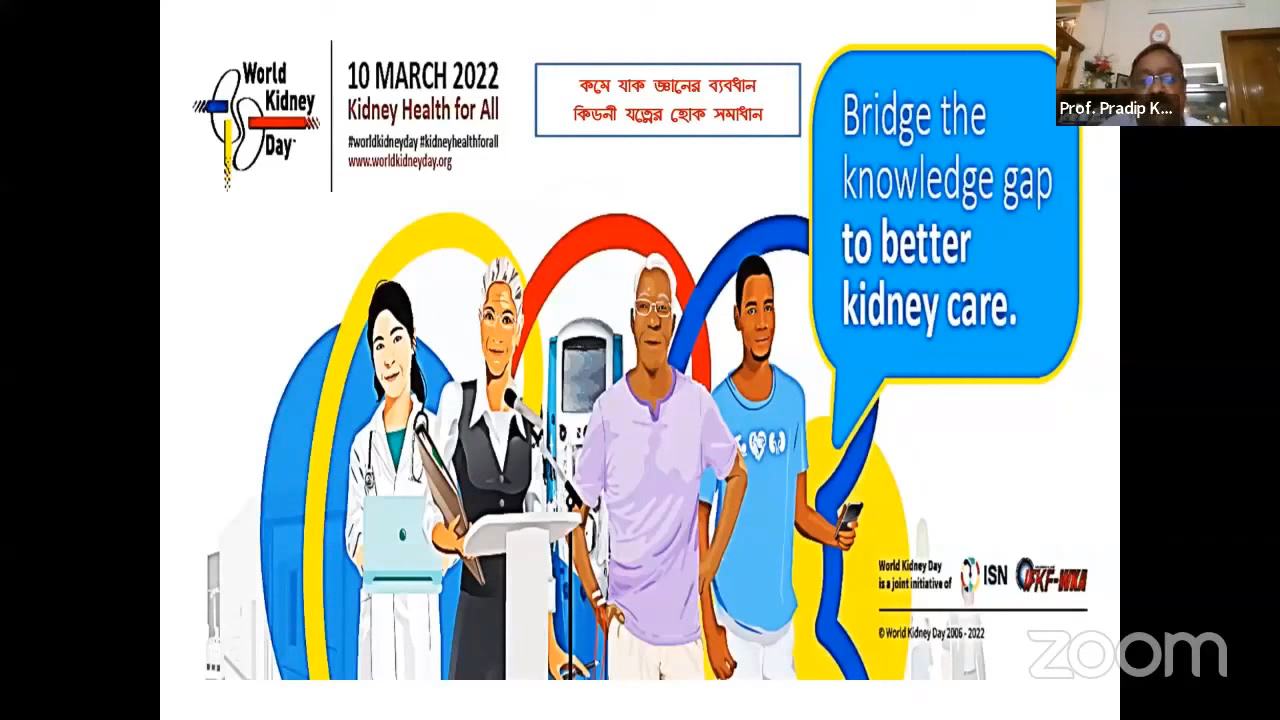 World
Kidney
Day
10 MARCH 2022
Kidney Health for All
#worldkidneyday #kidneyhealthforall
www.worldkidneyday.org
কমে যাক জ্ঞানের ব্যবধান
কিডনী যত্নের হোক সমাধান
Bridge the
knowledge gap
to better
kidney care.
Prof. Pradip K...
World Kidney Day
is a joint initiative of
ISN
IFKF-WKA
© World Kidney Day 2006 - 2022
zoom